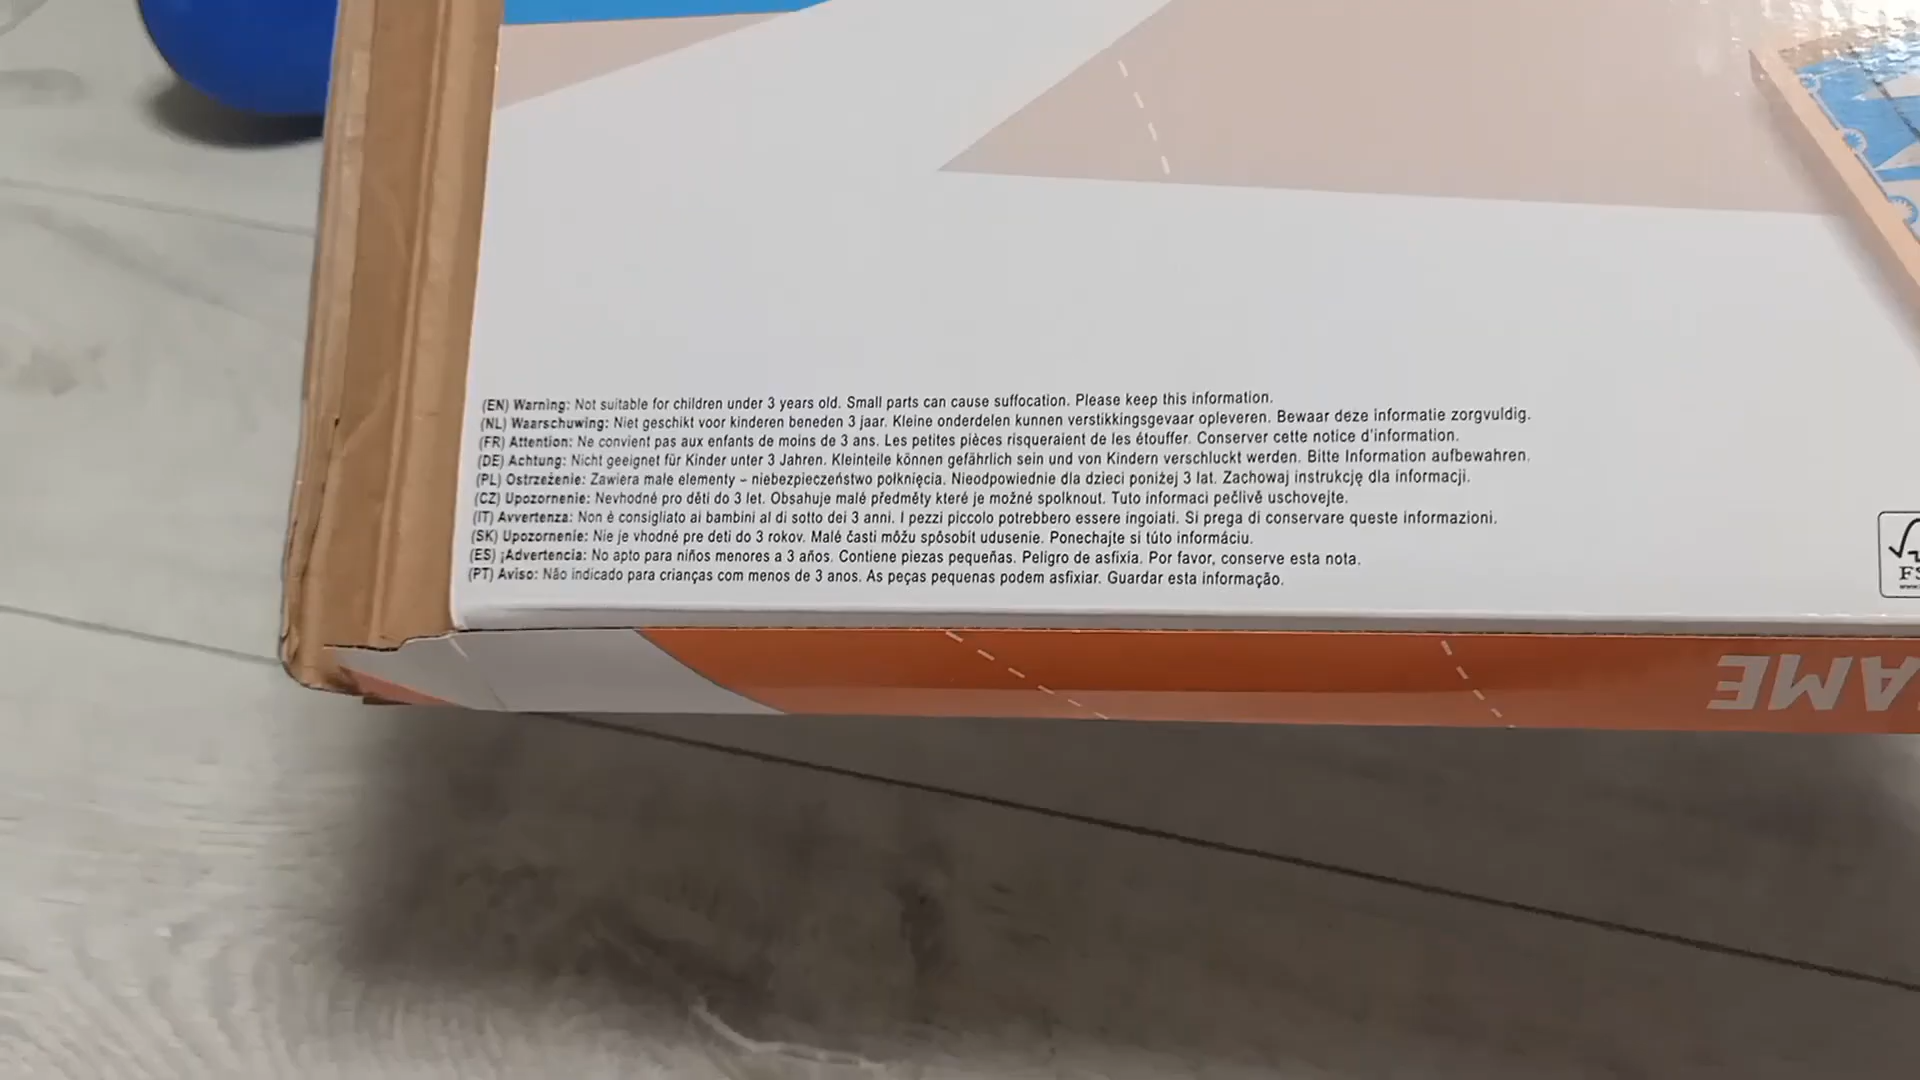 (EN) Warning: Not suitable for children under 3 years old. Small parts can cause suffocation. Please keep this information.
(NL) Waarschuwing: Niet geschikt voor kinderen beneden 3 jaar. Kleine onderdelen kunnen verstikkingsgevaar opleveren. Bewaar deze informatie zorgvuldig.
(FR) Attention: Ne convient pas aux enfants de moins de 3 ans. Les petites pièces risqueraient de les étouffer. Conserver cette notice d'information.
(DE) Achtung: Nicht geeignet für Kinder unter 3 Jahren. Kleinteile können gefährlich sein und von Kindern verschluckt werden. Bitte Information aufbewahren.
(PL) Ostrzeżenie: Zawiera małe elementy – niebezpieczeństwo połknięcia. Nieodpowiednie dla dzieci poniżej 3 lat. Zachowaj instrukcję dla informacji.
(CZ) Upozornenie: Nevhodné pro děti do 3 let. Obsahuje malé předměty které je možné spolknout. Tuto informaci pečlivě uschovejte.
(IT) Avvertenza: Non è consigliato ai bambini al di sotto dei 3 anni. I pezzi piccolo potrebbero essere ingoiati. Si prega di conservare queste informazioni.
(SK) Upozornenie: Nie je vhodné pre deti do 3 rokov. Malé časti môžu spôsobit udusenie. Ponechajte si túto informáciu.
(ES) ¡Advertencia: No apto para niños menores a 3 años. Contiene piezas pequeñas. Peligro de asfixia. Por favor, conserve esta nota.
(PT) Aviso: Não indicado para crianças com menos de 3 anos. As peças pequenas podem asfixiar. Guardar esta informação.
AME